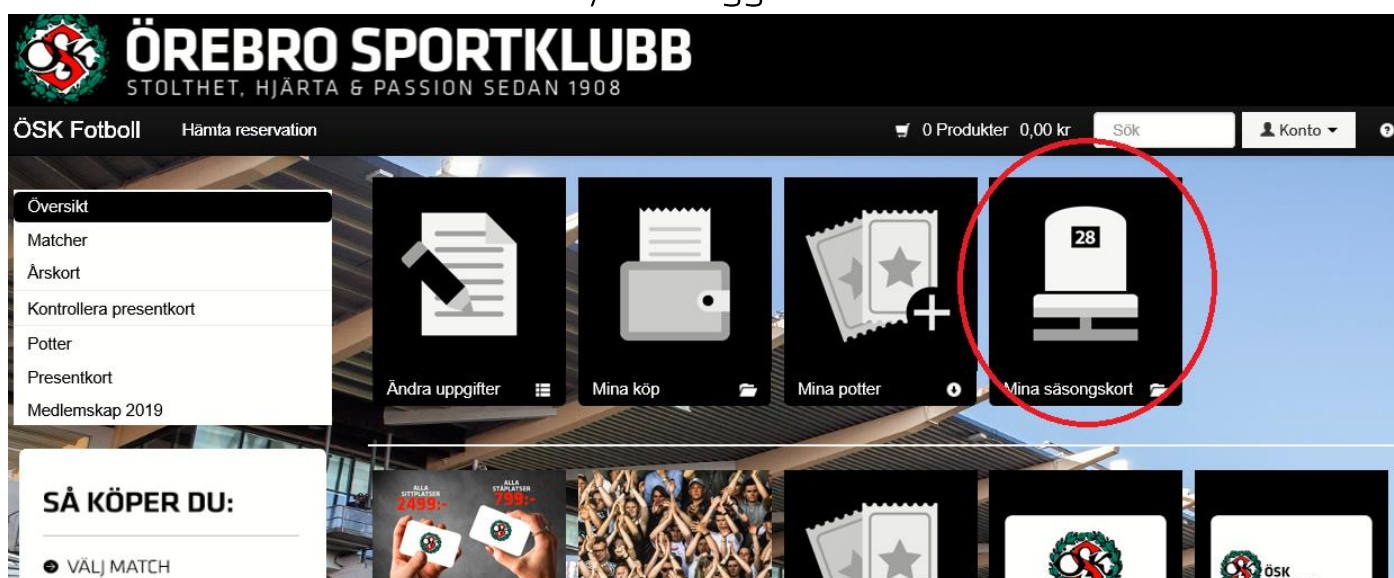 ÖREBRO SPORTKLUBB
STOLTHET, HJÄRTA & PASSION SEDAN 1908
ÖSK Fotboll Hämta reservation 0 Produkter 0,00 kr Sök Konto
Översikt
Matcher
Årskort
Kontrollera presentkort
Potter
Presentkort
Medlemskap 2019
28
Ändra uppgifter
Mina köp
Mina potter
Mina säsongskort
SÅ KÖPER DU:
VÄLJ MATCH
ALLA SITTPLATSER
2499:-
ALLA STÅPLATSER
799:-
ÖSK